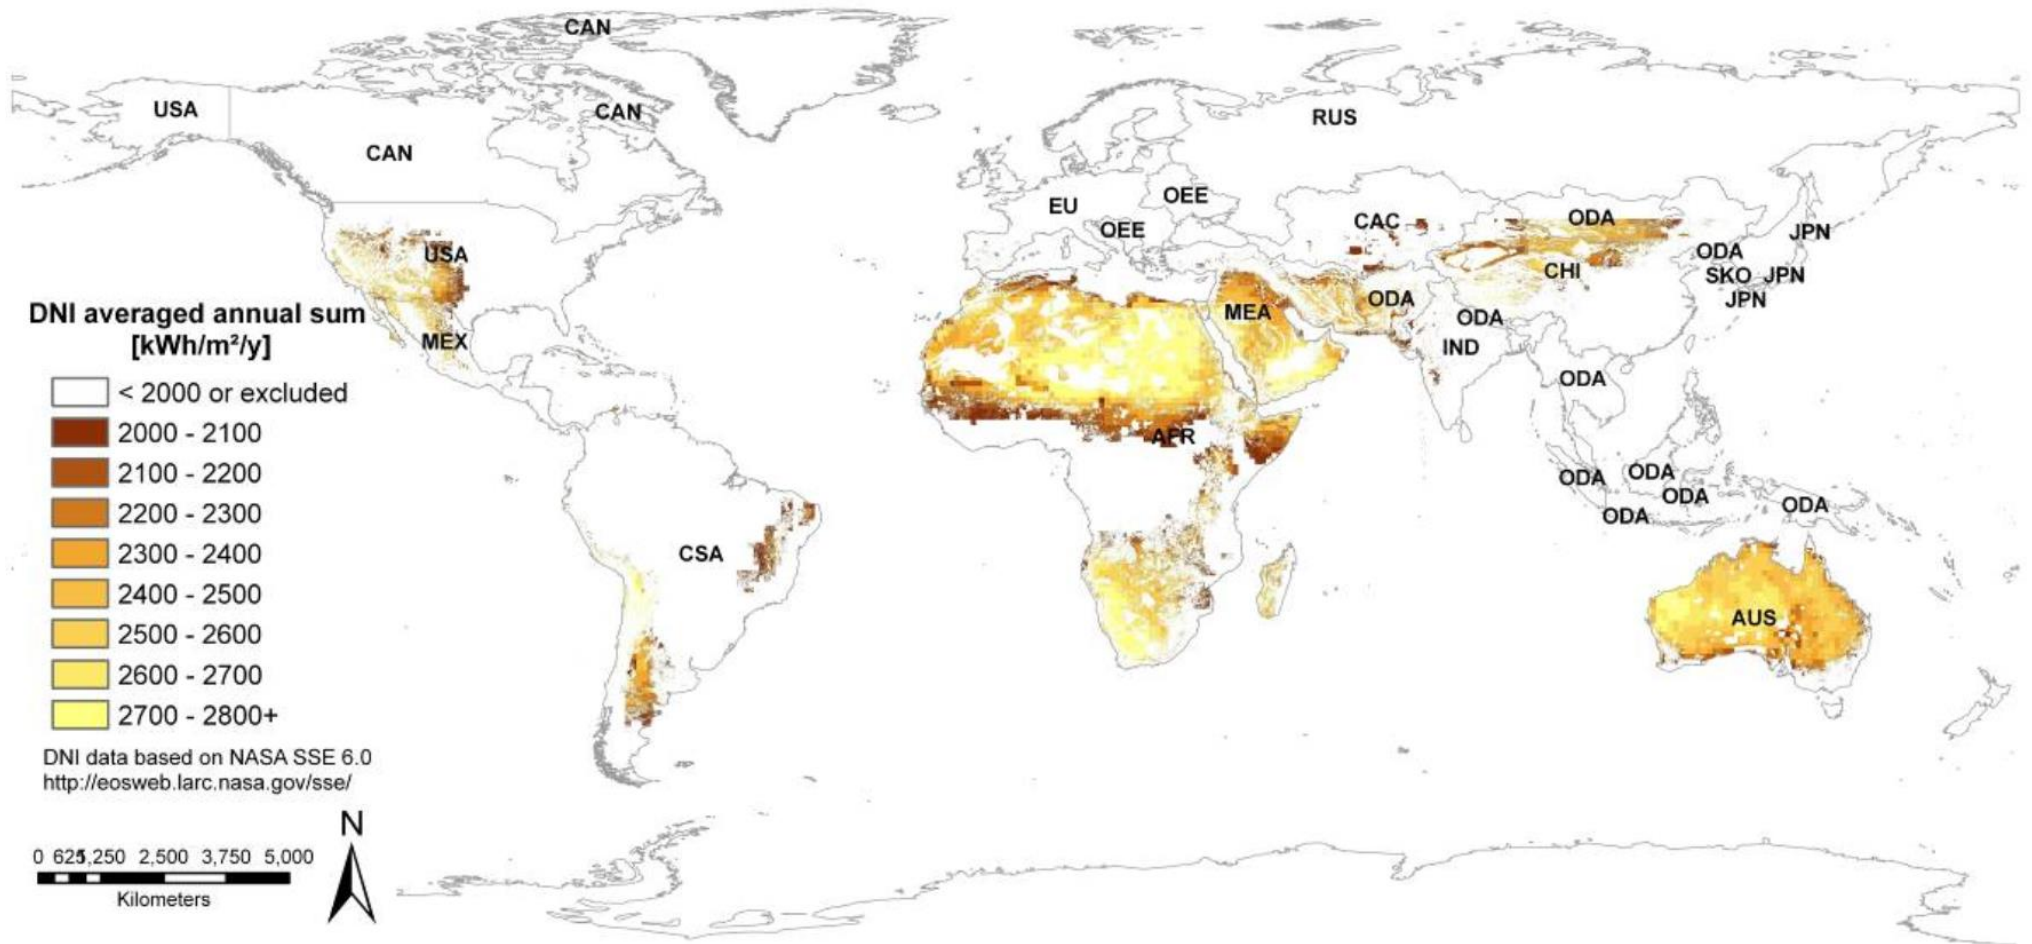 CAN
USA
CAN
RUS
CAN
OEE
EU
ODA
CAC
OEE
JPN
USA
ODA
CHI
SKO
JPN
ODA
JPN
MEA
DNI averaged annual sum
[kWh/m²/y]
ODA
MEX
IND
ODA
< 2000 or excluded
2000 - 2100
AFR
2100 - 2200
ODA
ODA
ODA
ODA
2200 - 2300
ODA
2300 - 2400
CSA
2400 - 2500
AUS
2500 - 2600
2600 - 2700
2700 - 2800+
DNI data based on NASA SSE 6.0
http://eosweb.larc.nasa.gov/sse/
N
0 625 1,250 2,500 3,750 5,000
Kilometers